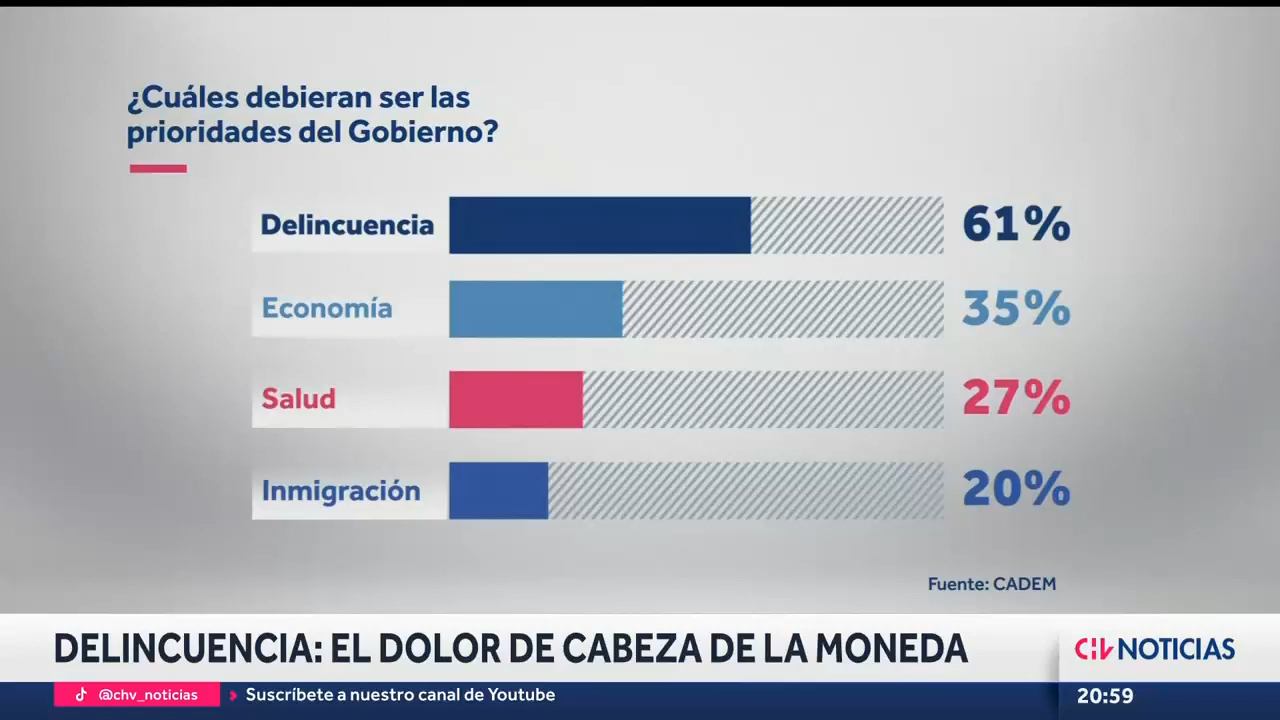 ¿Cuáles debieran ser las
prioridades del Gobierno?
Delincuencia 61%
Economía 35%
Salud 27%
Inmigración 20%
Fuente: CADEM
DELINCUENCIA: EL DOLOR DE CABEZA DE LA MONEDA
CHV NOTICIAS
@chv_noticias Suscríbete a nuestro canal de Youtube
20:59